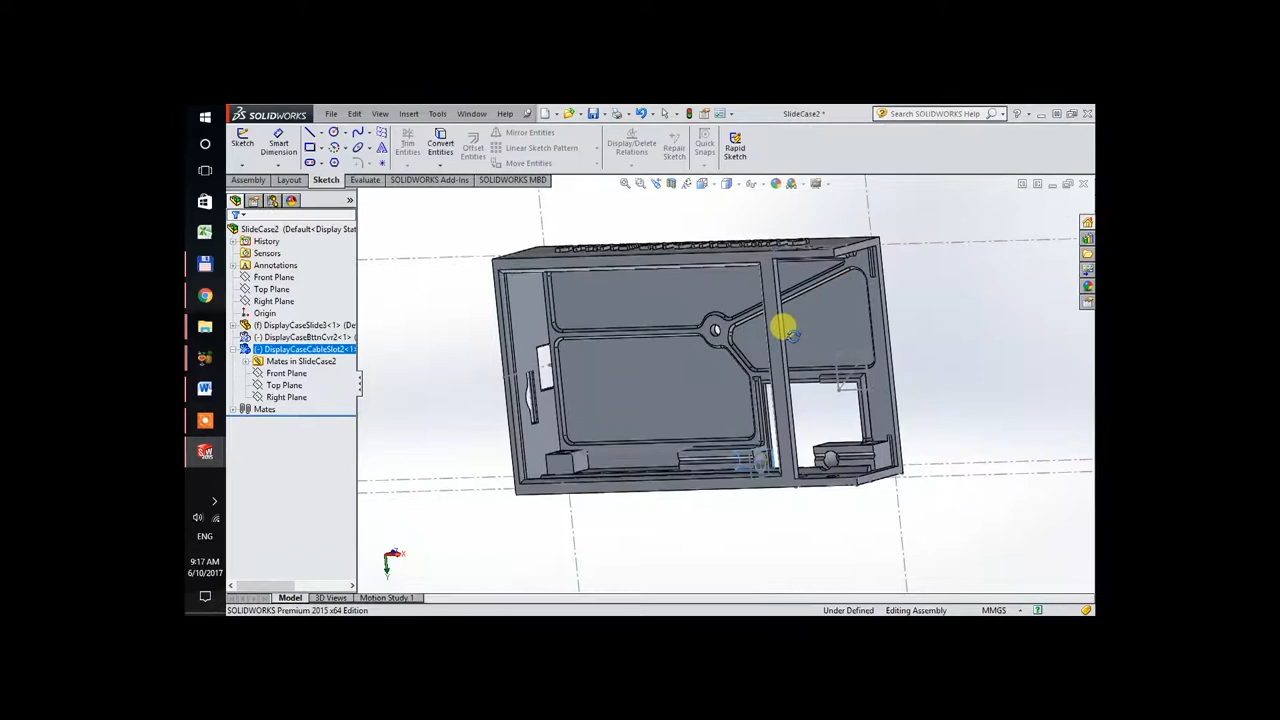 SOLIDWORKS File Edit View Insert Tools Window Help SlideCase2 * Search SOLIDWORKS Help
Sketch Smart Dimension Trim Entities Convert Entities Offset Entities Mirror Entities Linear Sketch Pattern Move Entities Display/Delete Relations Repair Sketch Quick Snaps Rapid Sketch
Assembly Layout Sketch Evaluate SOLIDWORKS Add-Ins SOLIDWORKS MBD
SlideCase2 (Default<Display Stat
History
Sensors
Annotations
Front Plane
Top Plane
Right Plane
Origin
(f) DisplayCaseSlide3<1> (De
(-) DisplayCaseBttnCvr2<1> (
(-) DisplayCaseCableSlot2<1>
Mates in SlideCase2
Front Plane
Top Plane
Right Plane
Mates
ENG
9:17 AM
6/10/2017
X
Y
Model 3D Views Motion Study 1
SOLIDWORKS Premium 2015 x64 Edition Under Defined Editing Assembly MMGS